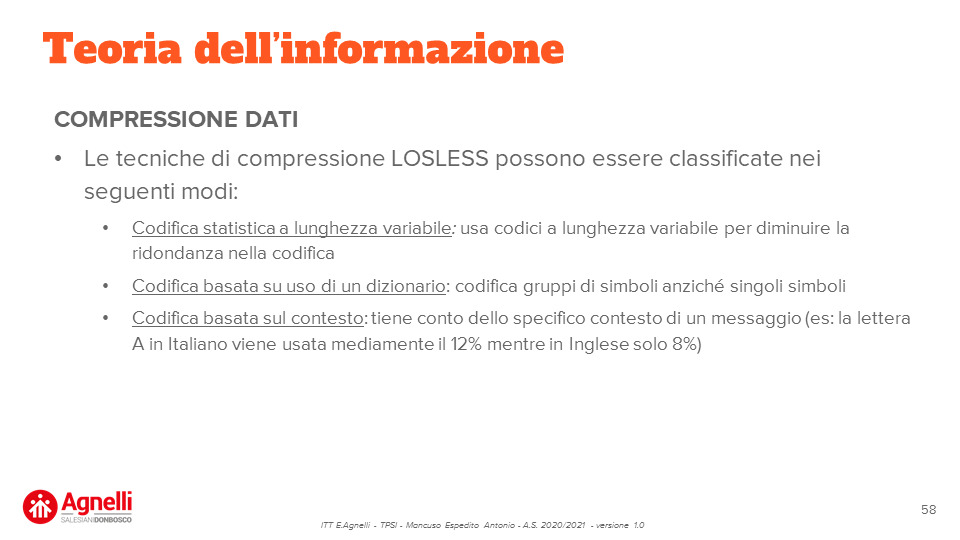 Teoria dell'informazione
COMPRESSIONE DATI
• Le tecniche di compressione LOSLESS possono essere classificate nei
seguenti modi:
• Codifica statistica a lunghezza variabile: usa codici a lunghezza variabile per diminuire la
ridondanza nella codifica
• Codifica basata su uso di un dizionario: codifica gruppi di simboli anziché singoli simboli
• Codifica basata sul contesto: tiene conto dello specifico contesto di un messaggio (es: la lettera
A in Italiano viene usata mediamente il 12% mentre in Inglese solo 8%)
Agnelli
SALESIANI DONBOSCO
ITT E.Agnelli - TPSI - Mancuso Espedito Antonio - A.S. 2020/2021 - versione 1.0
58